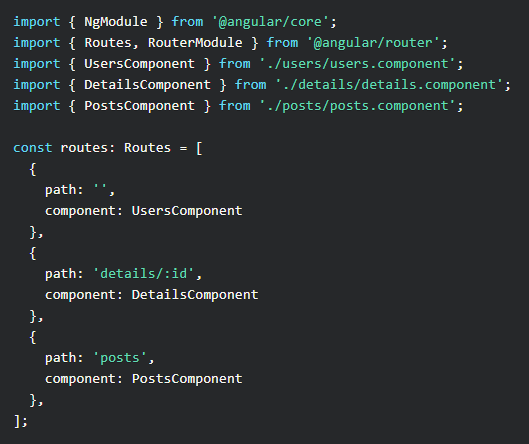 import { NgModule } from '@angular/core';
import { Routes, RouterModule } from '@angular/router';
import { UsersComponent } from './users/users.component';
import { DetailsComponent } from './details/details.component';
import { PostsComponent } from './posts/posts.component';

const routes: Routes = [
  {
    path: '',
    component: UsersComponent
  },
  {
    path: 'details/:id',
    component: DetailsComponent
  },
  {
    path: 'posts',
    component: PostsComponent
  },
];